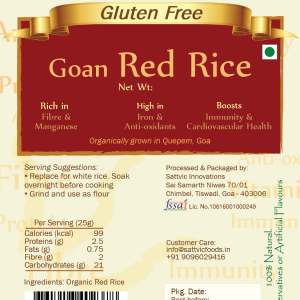 Gluten Free
Goan Red Rice
Net Wt:
Rich in
Fibre &
Manganese
High in
Iron &
Anti-oxidants
Boosts
Immunity &
Cardiovascular Health
Organically grown in Quepem, Goa
Serving Suggestions:
• Replace for white rice. Soak
overnight before cooking
• Grind and use as flour
Per Serving (25g)
Calories (kcal) 99
Proteins (g) 2.5
Fats (g) 0.75
Fibre (g) 2
Carbohydrates (g) 21
Ingredients: Organic Red Rice
Processed & Packaged by:
Sattvic Innovations
Sai Samarth Niwas 70/01
Chimbel, Tiswadi, Goa - 403006
fssai Lic. No.10616001000249
Customer Care:
info@sattvicfoods.in
+91 9096029416
Pkg. Date:
Best before
100% Natural
ervatives or Artificial Flavours